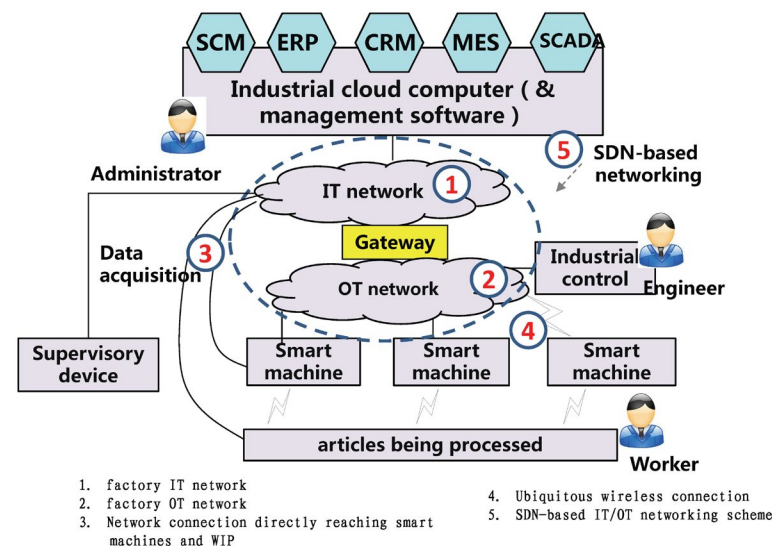 SCM ERP CRM MES SCADA
Industrial cloud computer ( &
management software )
Administrator
5 SDN-based
networking
IT network 1
Gateway
Data
acquisition 3
OT network 2
Industrial
control
Engineer
4
Supervisory
device
Smart
machine
Smart
machine
Smart
machine
articles being processed
Worker
1. factory IT network
2. factory OT network
3. Network connection directly reaching smart
machines and WIP
4. Ubiquitous wireless connection
5. SDN-based IT/OT networking scheme